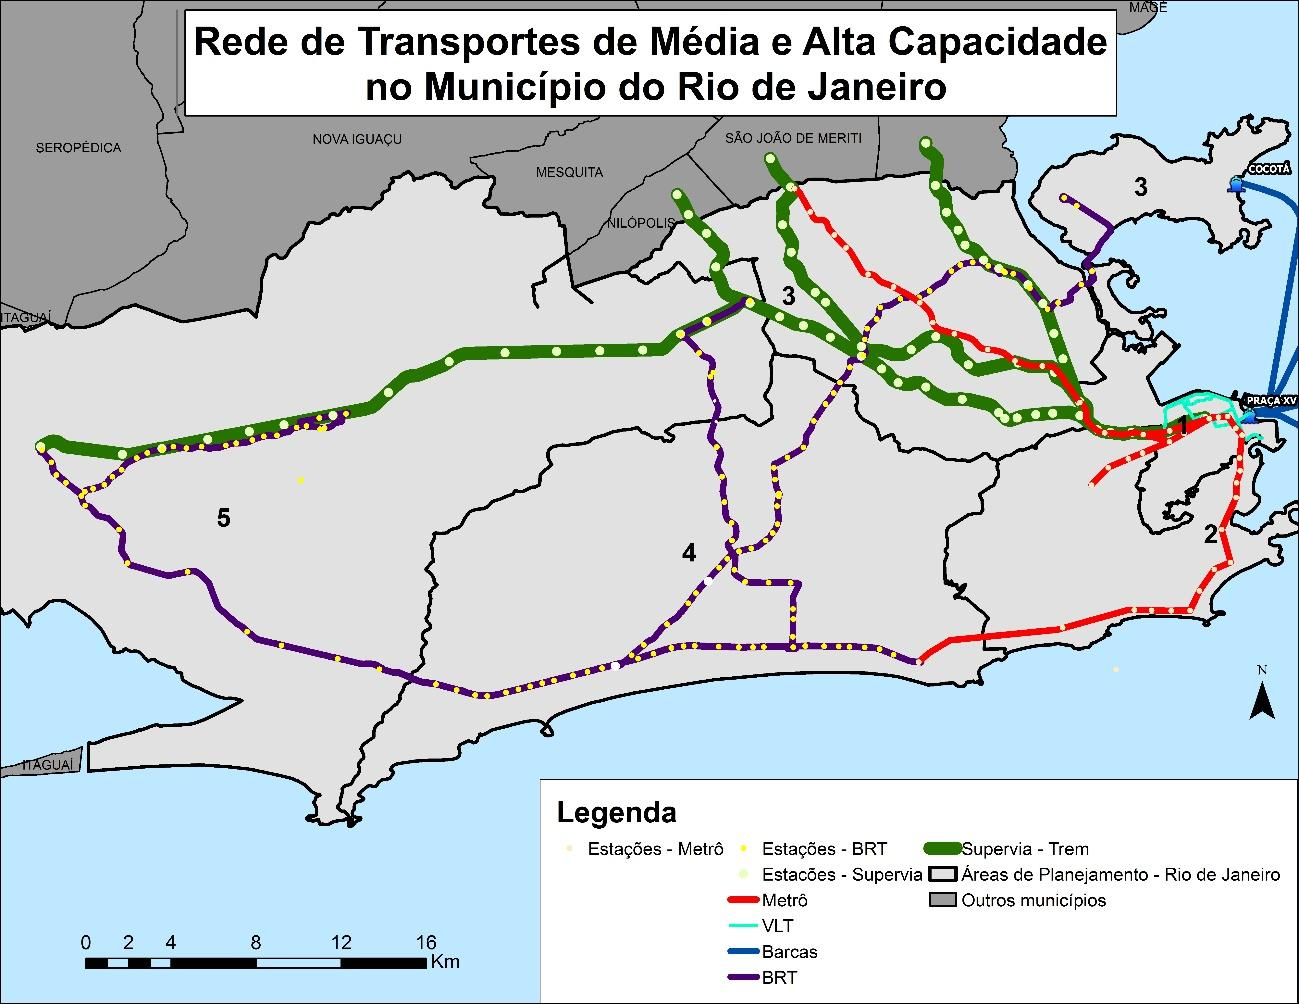 MAGÉ
Rede de Transportes de Média e Alta Capacidade
no Município do Rio de Janeiro
SEROPÉDICA
NOVA IGUAÇU
SÃO JOÃO DE MERITI
MESQUITA
COCOTÁ
3
NILÓPOLIS
3
ITAGUAÍ
PRAÇA XV
1
5
2
4
N
ITAGUAÍ
Legenda
Estações - Metrô
Estações - BRT
Supervia - Trem
Estacões - Supervia
Áreas de Planejamento - Rio de Janeiro
Metrô
Outros municípios
VLT
Barcas
BRT
0 2 4 8 12 16
Km